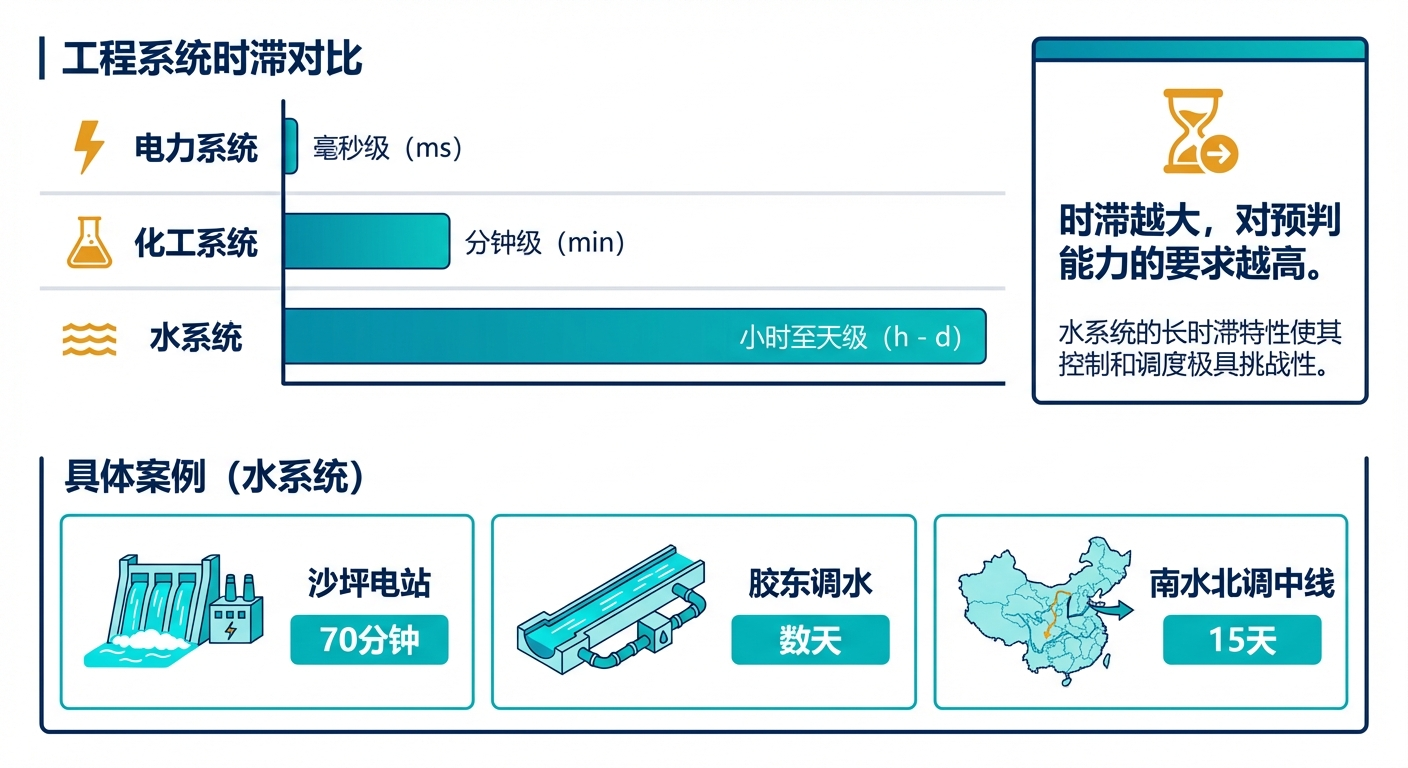 工程系统时滞对比
电力系统
毫秒级（ms）
化工系统
分钟级（min）
水系统
小时至天级（h - d）
时滞越大，对预判
能力的要求越高。
水系统的长时滞特性使其
控制和调度极具挑战性。
具体案例（水系统）
沙坪电站
70分钟
胶东调水
数天
南水北调中线
15天